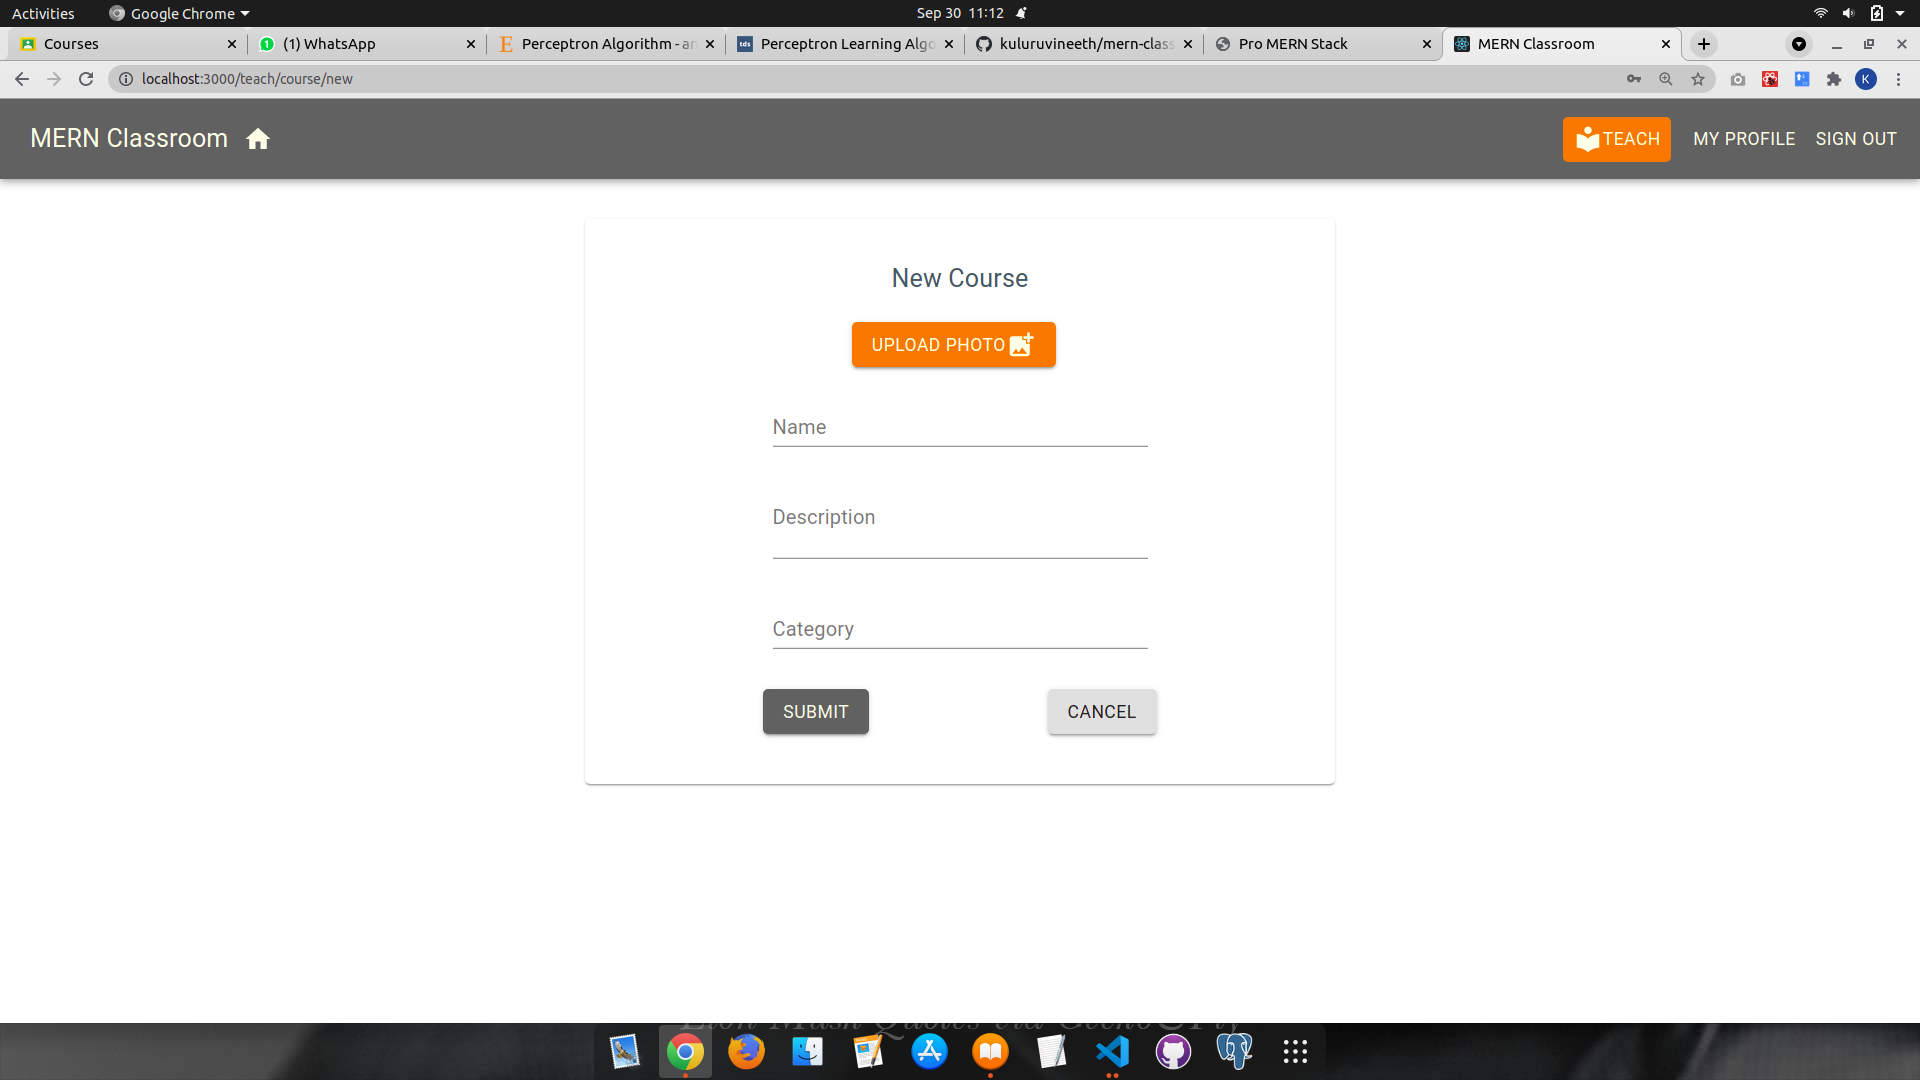 Activities Google Chrome Sep 30 11:12
Courses (1) WhatsApp Perceptron Algorithm - an Perceptron Learning Algo kuluruvineeth/mern-class Pro MERN Stack MERN Classroom
localhost:3000/teach/course/new K
MERN Classroom TEACH MY PROFILE SIGN OUT
New Course
UPLOAD PHOTO
Name
Description
Category
SUBMIT CANCEL